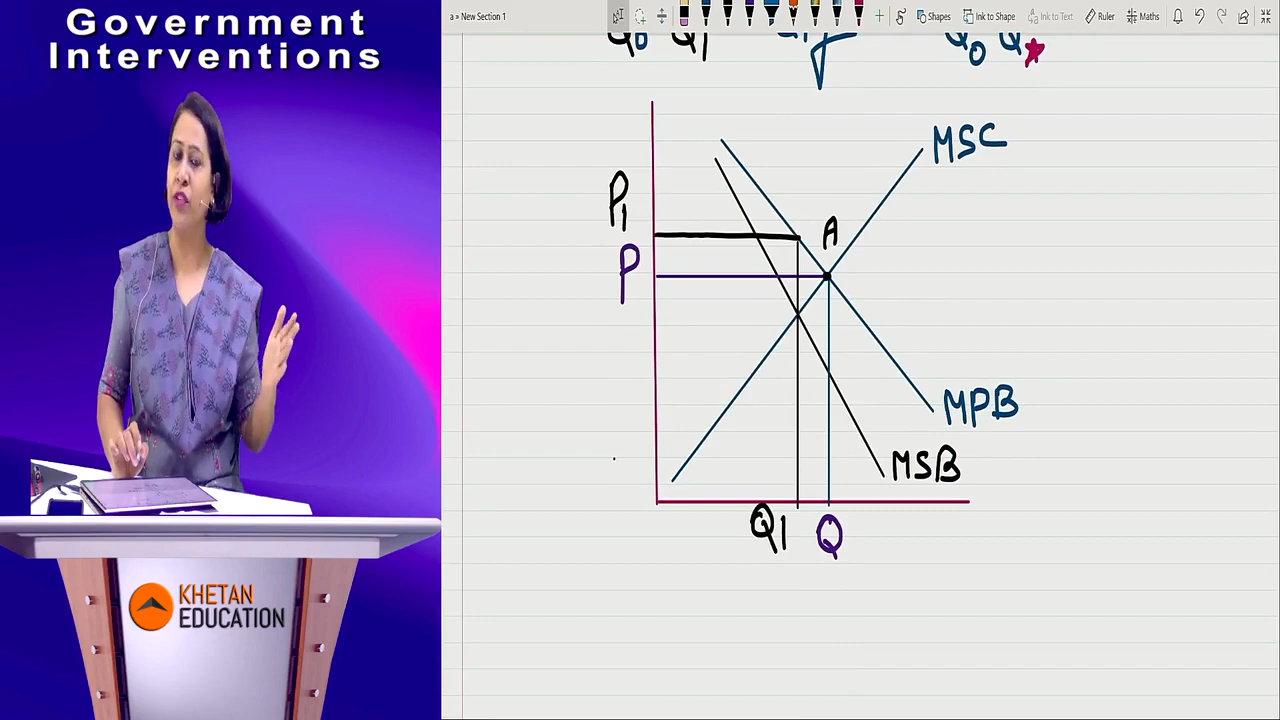 Government
Interventions
KHETAN
EDUCATION
a » New Section 1
Shapes
Ink to Shape
Ink to Text
Maths
Q0 Q1
Q0 Q
MSC
P1
A
P
MPB
MSB
Q1 Q